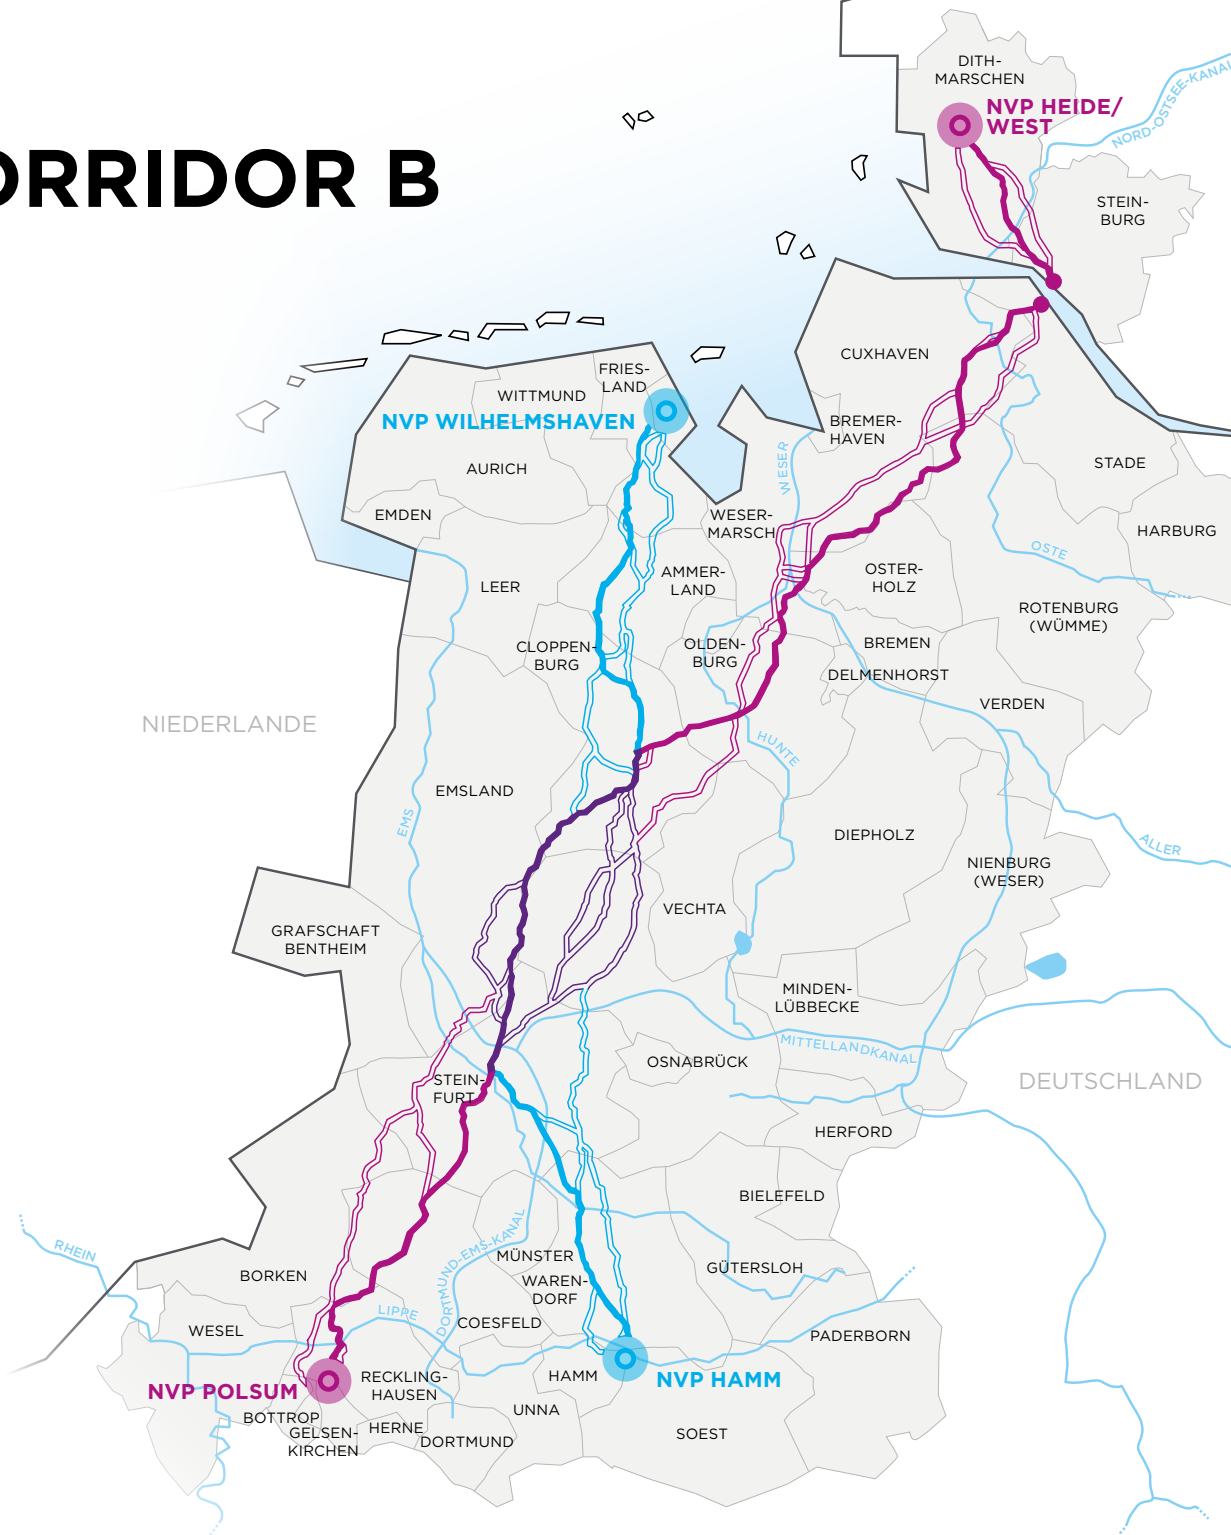 DITH-
MARSCHEN
NVP HEIDE/
WEST
NORD-OSTSEE-KANAL
ORRIDOR B
STEIN-
BURG
CUXHAVEN
FRIES-
LAND
WITTMUND
NVP WILHELMSHAVEN
BREMER-
HAVEN
AURICH
WESER
STADE
EMDEN
WESER-
MARSCH
HARBURG
OSTE
LEER
AMMER-
LAND
OSTER-
HOLZ
ROTENBURG
(WÜMME)
CLOPPEN-
BURG
OLDEN-
BURG
BREMEN
DELMENHORST
VERDEN
NIEDERLANDE
HUNTE
EMSLAND
EMS
DIEPHOLZ
ALLER
NIENBURG
(WESER)
VECHTA
GRAFSCHAFT
BENTHEIM
MINDEN-
LÜBBECKE
MITTELLANDKANAL
OSNABRÜCK
DEUTSCHLAND
STEIN-
FURT
HERFORD
BIELEFELD
RHEIN
DORTMUND-EMS-KANAL
MÜNSTER
GÜTERSLOH
BORKEN
WAREN-
DORF
LIPPE
COESFELD
WESEL
PADERBORN
RECKLING-
HAUSEN
HAMM
NVP HAMM
NVP POLSUM
BOTTROP
UNNA
GELSEN-
KIRCHEN
HERNE
DORTMUND
SOEST